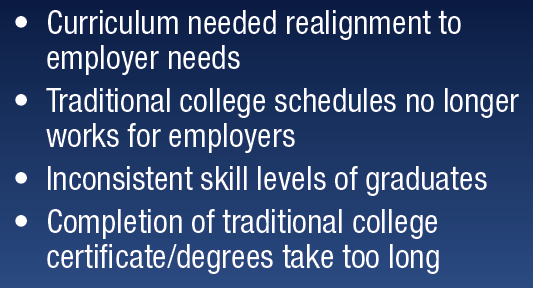 • Curriculum needed realignment to
employer needs
• Traditional college schedules no longer
works for employers
• Inconsistent skill levels of graduates
• Completion of traditional college
certificate/degrees take too long